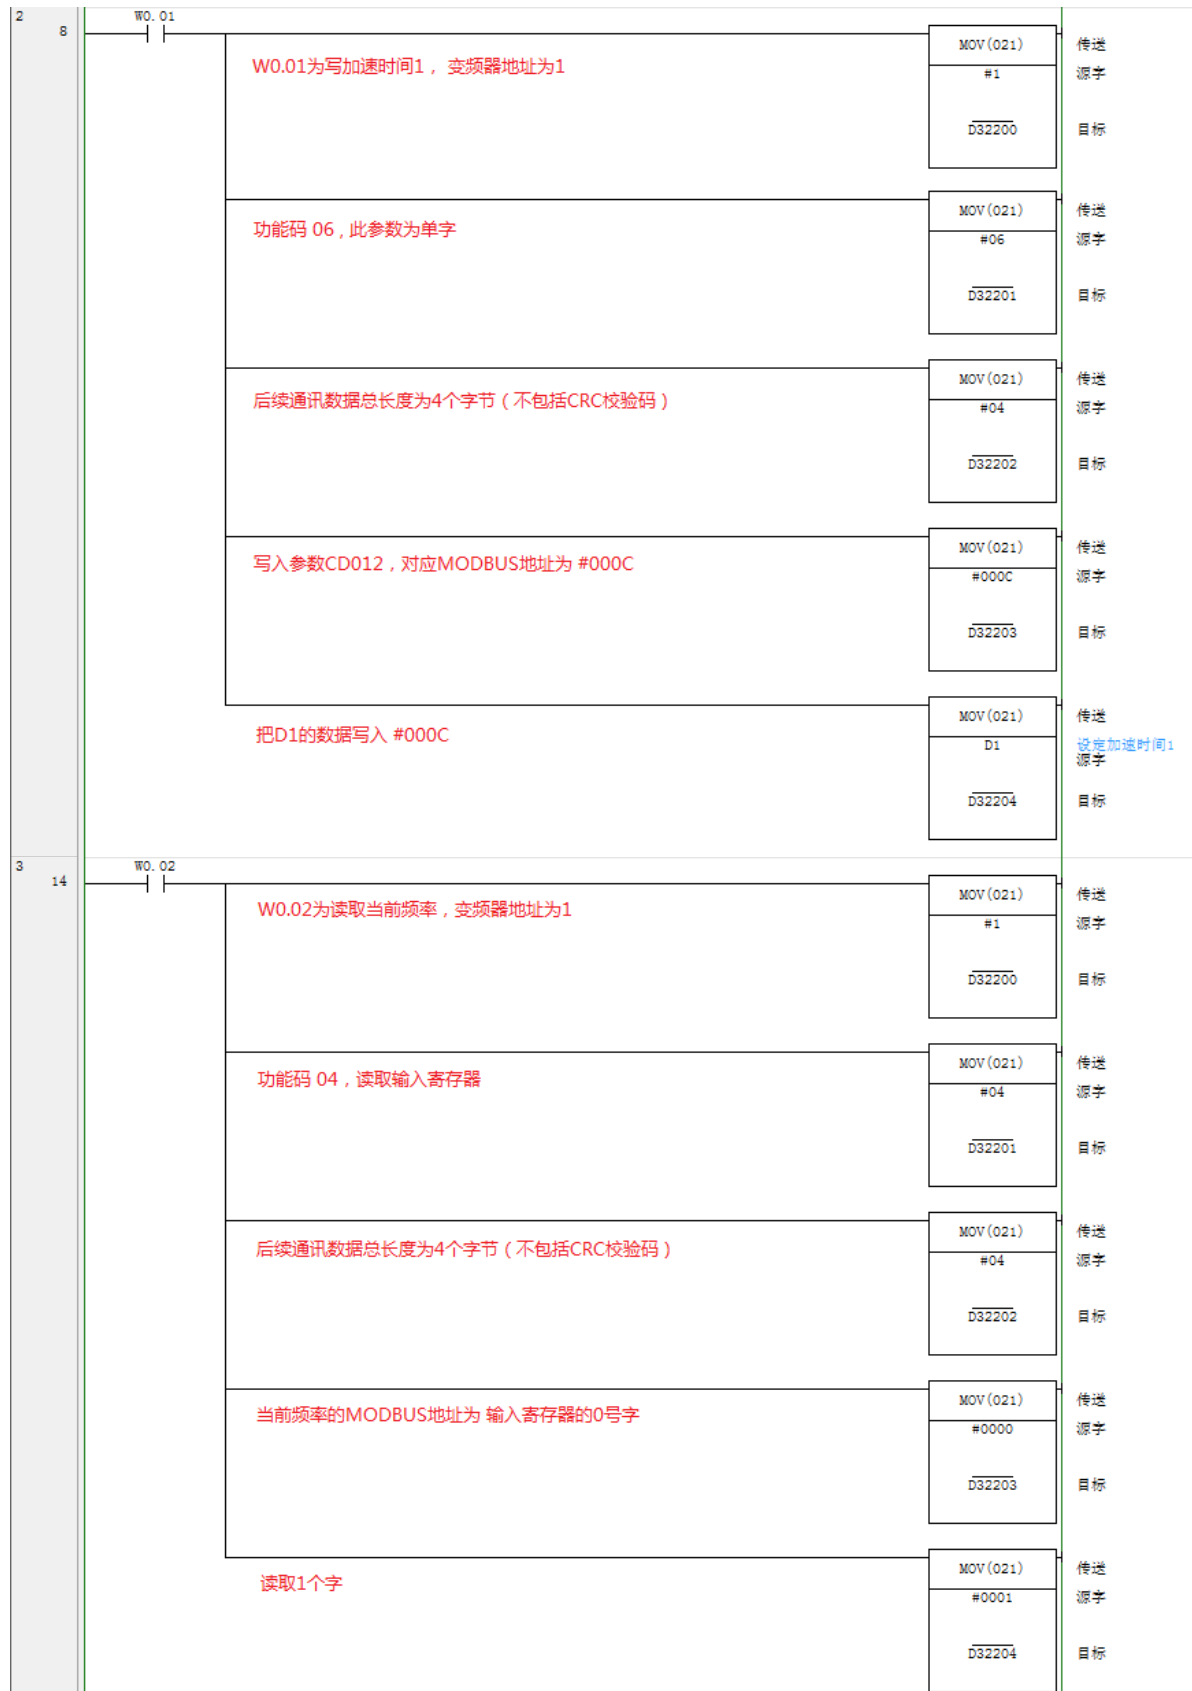 2
W0.01
8
MOV(021)
传送
W0.01为写加速时间1，变频器地址为1
#1
源字
D32200
目标
MOV(021)
传送
功能码 06，此参数为单字
#06
源字
D32201
目标
MOV(021)
传送
后续通讯数据总长度为4个字节（不包括CRC校验码）
#04
源字
D32202
目标
MOV(021)
传送
写入参数CD012，对应MODBUS地址为 #000C
#000C
源字
D32203
目标
MOV(021)
传送
把D1的数据写入 #000C
D1
设定加速时间1
源字
D32204
目标
3
W0.02
14
MOV(021)
传送
W0.02为读取当前频率，变频器地址为1
#1
源字
D32200
目标
MOV(021)
传送
功能码 04，读取输入寄存器
#04
源字
D32201
目标
MOV(021)
传送
后续通讯数据总长度为4个字节（不包括CRC校验码）
#04
源字
D32202
目标
MOV(021)
传送
当前频率的MODBUS地址为 输入寄存器的0号字
#0000
源字
D32203
目标
MOV(021)
传送
读取1个字
#0001
源字
D32204
目标